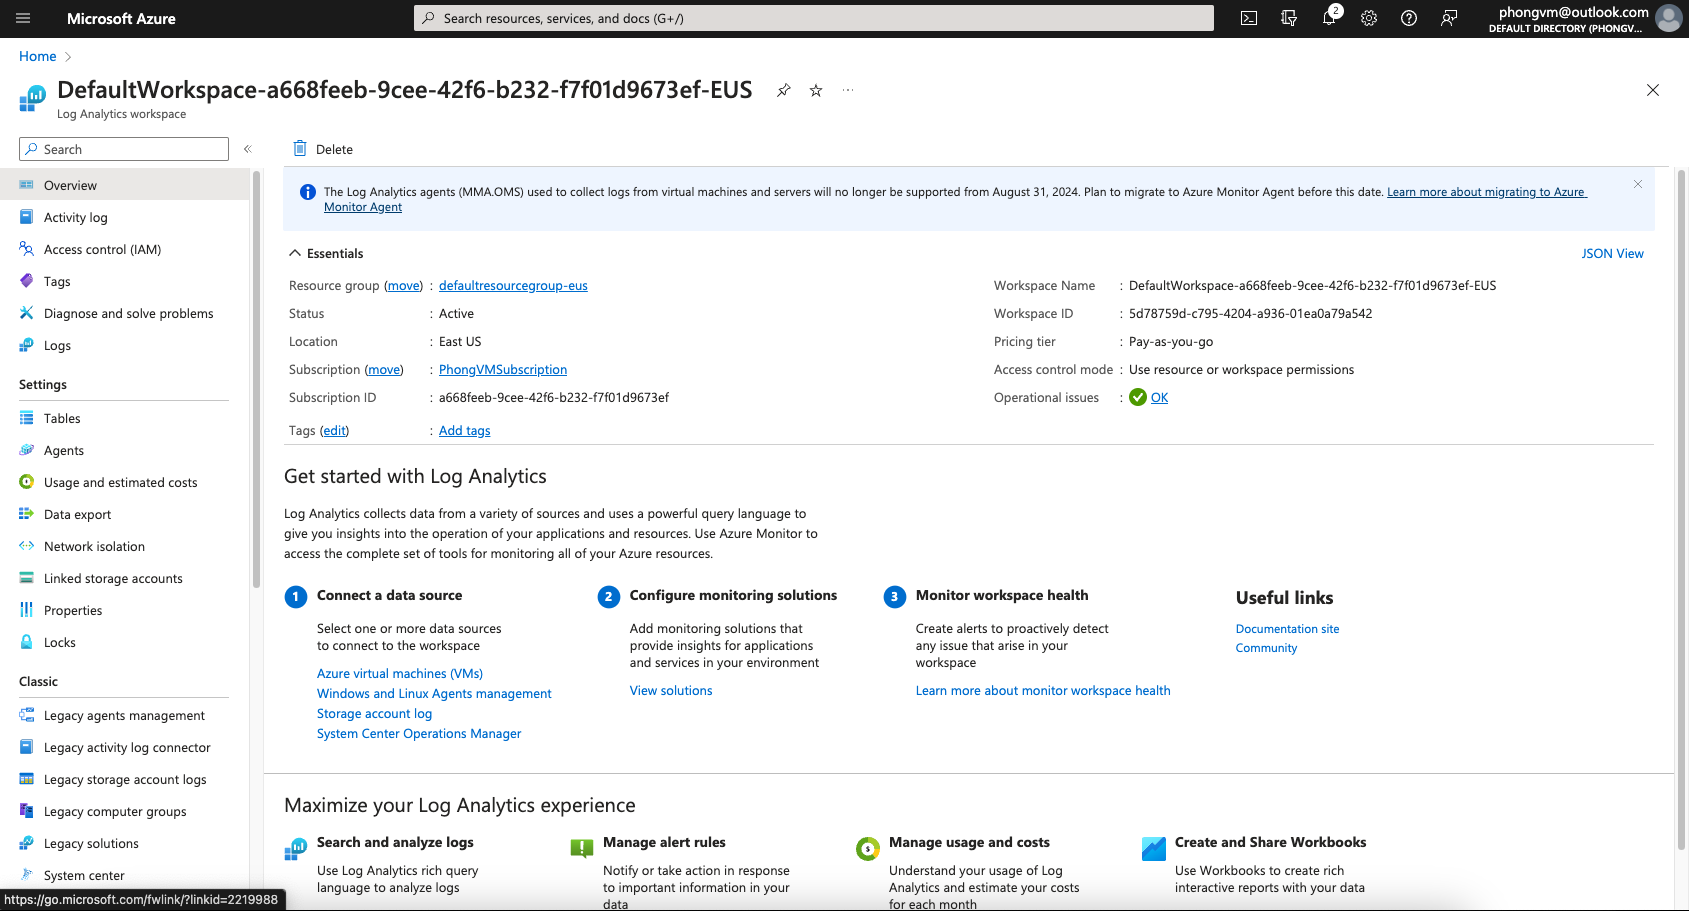 Microsoft Azure
Search resources, services, and docs (G+/)
2
phongvm@outlook.com
DEFAULT DIRECTORY (PHONGV...
Home
DefaultWorkspace-a668feeb-9cee-42f6-b232-f7f01d9673ef-EUS
Log Analytics workspace
Search
«
Overview
Activity log
Access control (IAM)
Tags
Diagnose and solve problems
Logs
Settings
Tables
Agents
Usage and estimated costs
Data export
Network isolation
Linked storage accounts
Properties
Locks
Classic
Legacy agents management
Legacy activity log connector
Legacy storage account logs
Legacy computer groups
Legacy solutions
System center
https://go.microsoft.com/fwlink/?linkid=2219988
Delete
The Log Analytics agents (MMA.OMS) used to collect logs from virtual machines and servers will no longer be supported from August 31, 2024. Plan to migrate to Azure Monitor Agent before this date. Learn more about migrating to Azure
Monitor Agent
Essentials
JSON View
Resource group (move) : defaultresourcegroup-eus
Status : Active
Location : East US
Subscription (move) : PhongVMSubscription
Subscription ID : a668feeb-9cee-42f6-b232-f7f01d9673ef
Tags (edit) : Add tags
Workspace Name : DefaultWorkspace-a668feeb-9cee-42f6-b232-f7f01d9673ef-EUS
Workspace ID : 5d78759d-c795-4204-a936-01ea0a79a542
Pricing tier : Pay-as-you-go
Access control mode : Use resource or workspace permissions
Operational issues : OK
Get started with Log Analytics
Log Analytics collects data from a variety of sources and uses a powerful query language to
give you insights into the operation of your applications and resources. Use Azure Monitor to
access the complete set of tools for monitoring all of your Azure resources.
1 Connect a data source
Select one or more data sources
to connect to the workspace
Azure virtual machines (VMs)
Windows and Linux Agents management
Storage account log
System Center Operations Manager
2 Configure monitoring solutions
Add monitoring solutions that
provide insights for applications
and services in your environment
View solutions
3 Monitor workspace health
Create alerts to proactively detect
any issue that arise in your
workspace
Learn more about monitor workspace health
Useful links
Documentation site
Community
Maximize your Log Analytics experience
Search and analyze logs
Use Log Analytics rich query
language to analyze logs
Manage alert rules
Notify or take action in response
to important information in your
data
Manage usage and costs
Understand your usage of Log
Analytics and estimate your costs
for each month
Create and Share Workbooks
Use Workbooks to create rich
interactive reports with your data